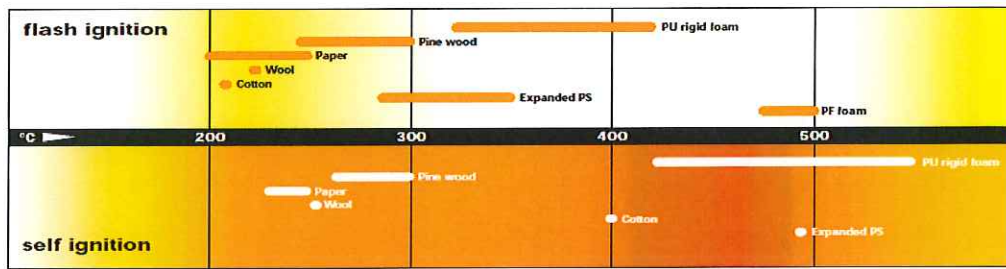 flash ignition
PU rigid foam
Pine wood
Paper
Wool
Cotton
Expanded PS
PF foam
°C 200 300 400 500
PU rigid foam
Pine wood
Paper
Wool
Cotton
Expanded PS
self ignition